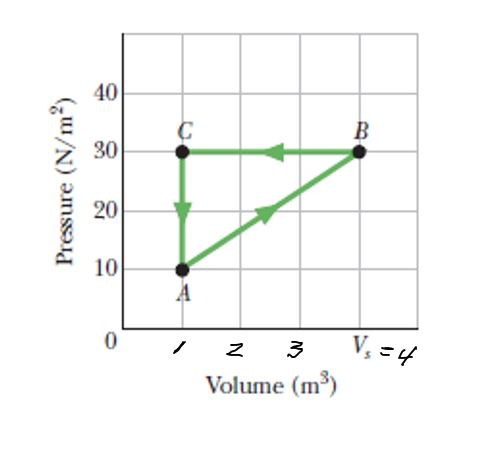 Pressure (N/m²)
40
30
20
10
0
C
B
A
1 2 3 Vₛ = 4
Volume (m³)